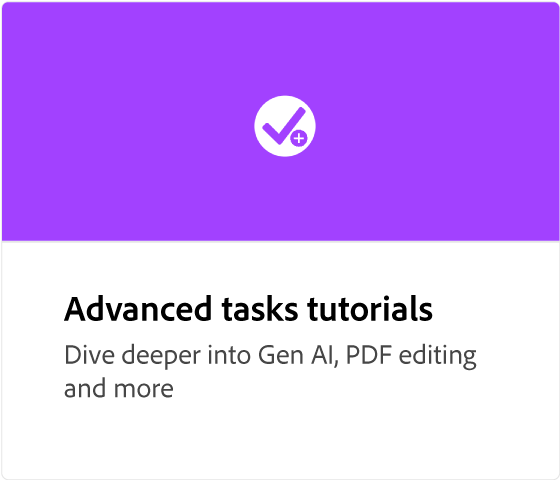 Advanced tasks tutorials
Dive deeper into Gen AI, PDF editing
and more